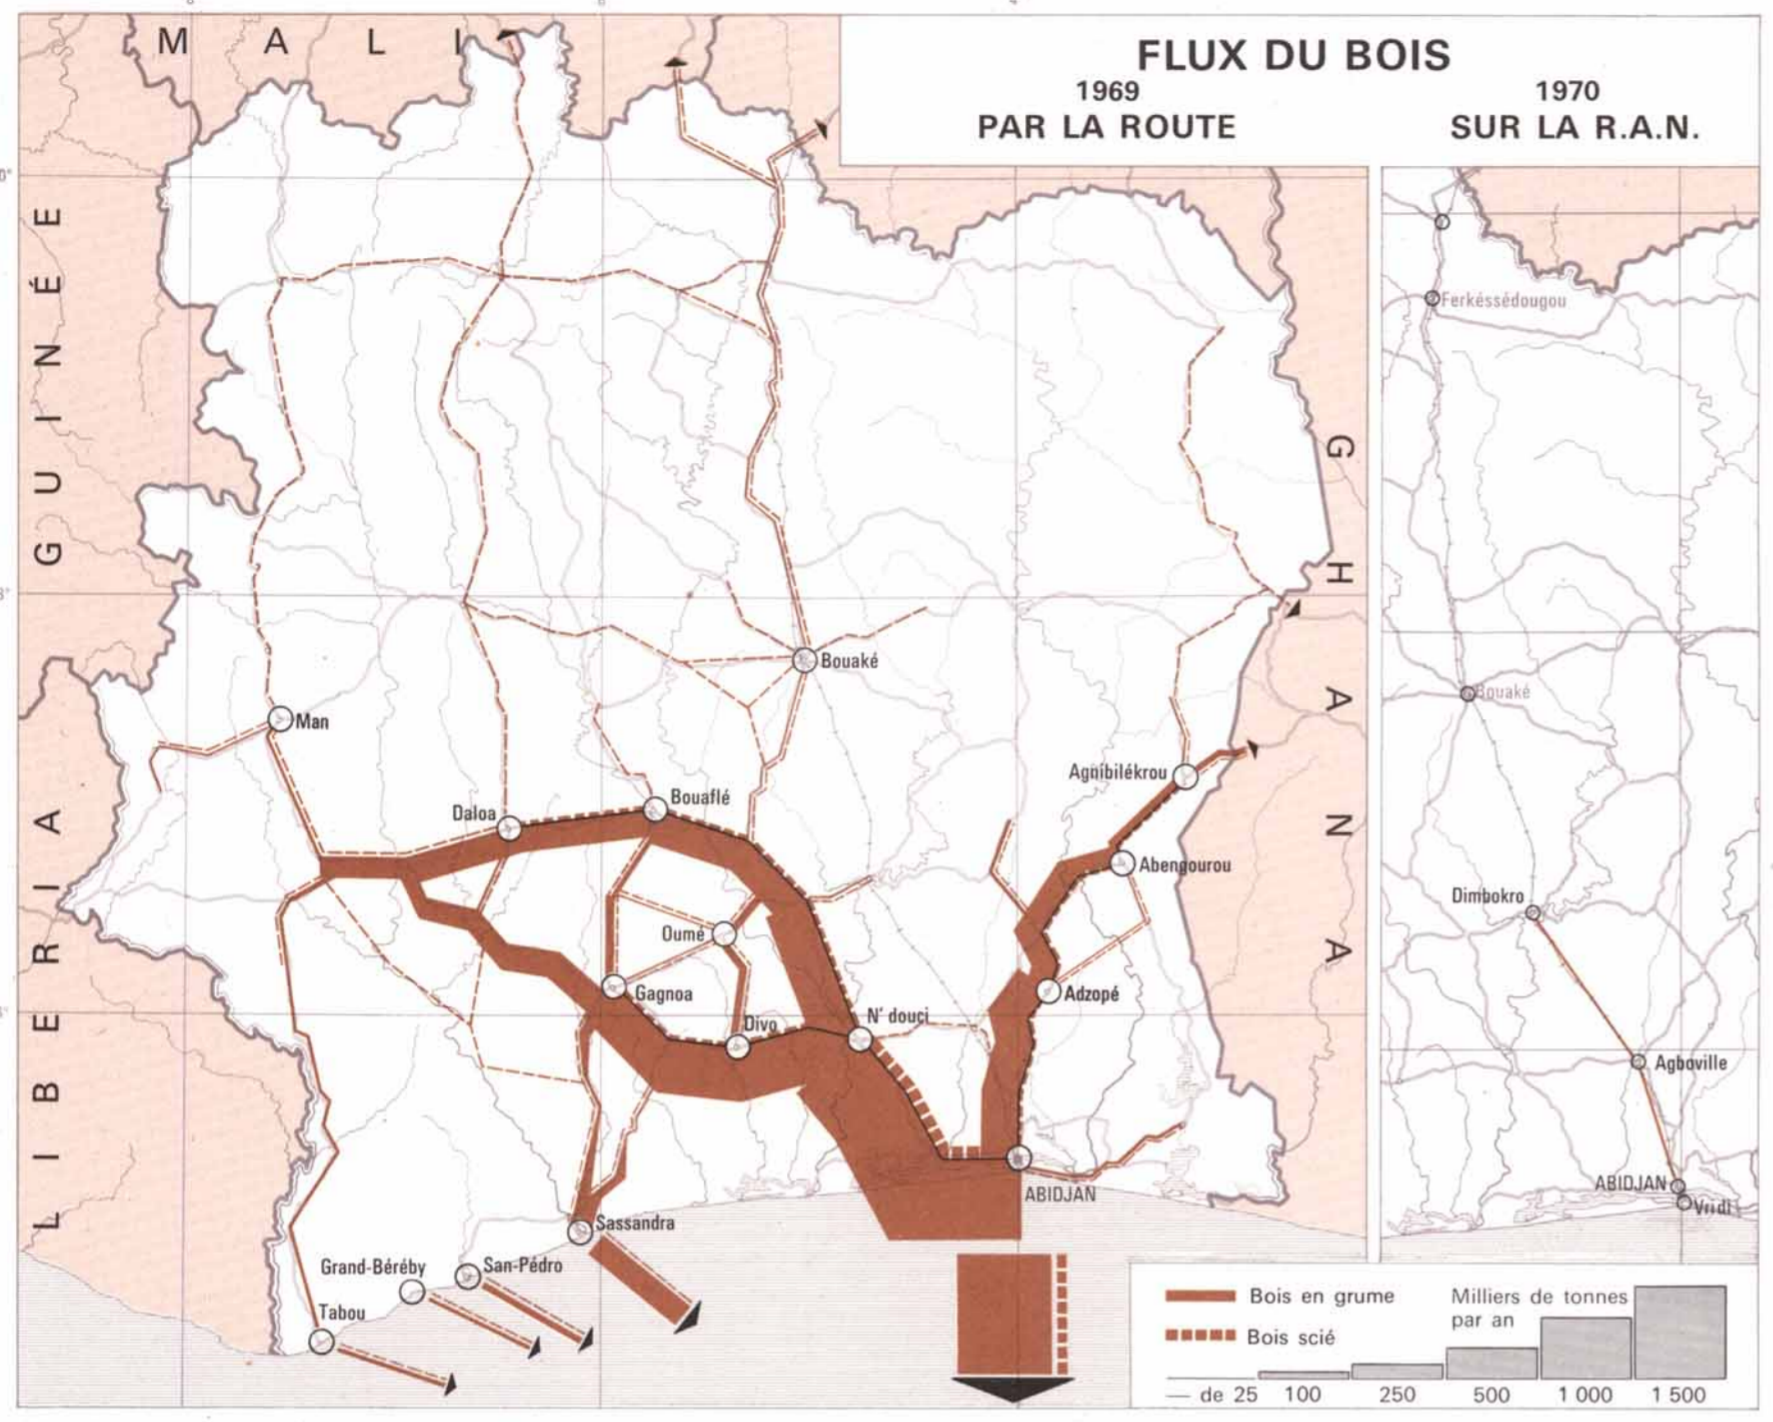 FLUX DU BOIS
1969
PAR LA ROUTE
1970
SUR LA R.A.N.
MALI
GUINÉE
LIBERIA
GHANA
Bouaké
Man
Daloa
Bouaflé
Agnibilékrou
Abengourou
Oumé
Gagnoa
Divo
N'douci
Adzopé
ABIDJAN
Sassandra
San-Pédro
Grand-Béréby
Tabou
Ferkéssédougou
Bouaké
Dimbokro
Agboville
ABIDJAN
Vridi
Bois en grume
Bois scié
Milliers de tonnes
par an
— de 25 100 250 500 1 000 1 500